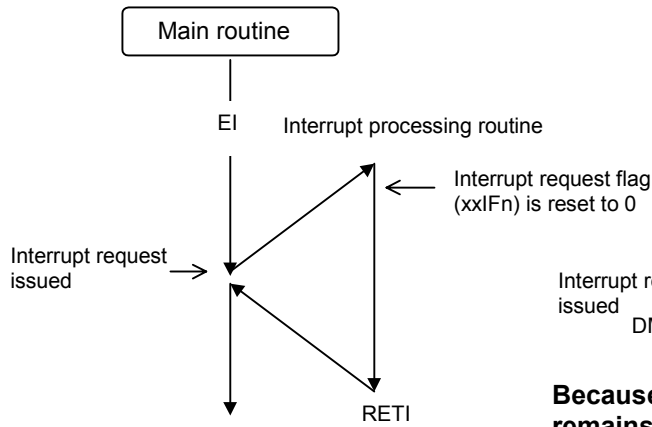 Main routine
EI
Interrupt processing routine
Interrupt request flag
(xxIFn) is reset to 0
Interrupt request
issued
Interrupt
issued
RETI
Because
remains